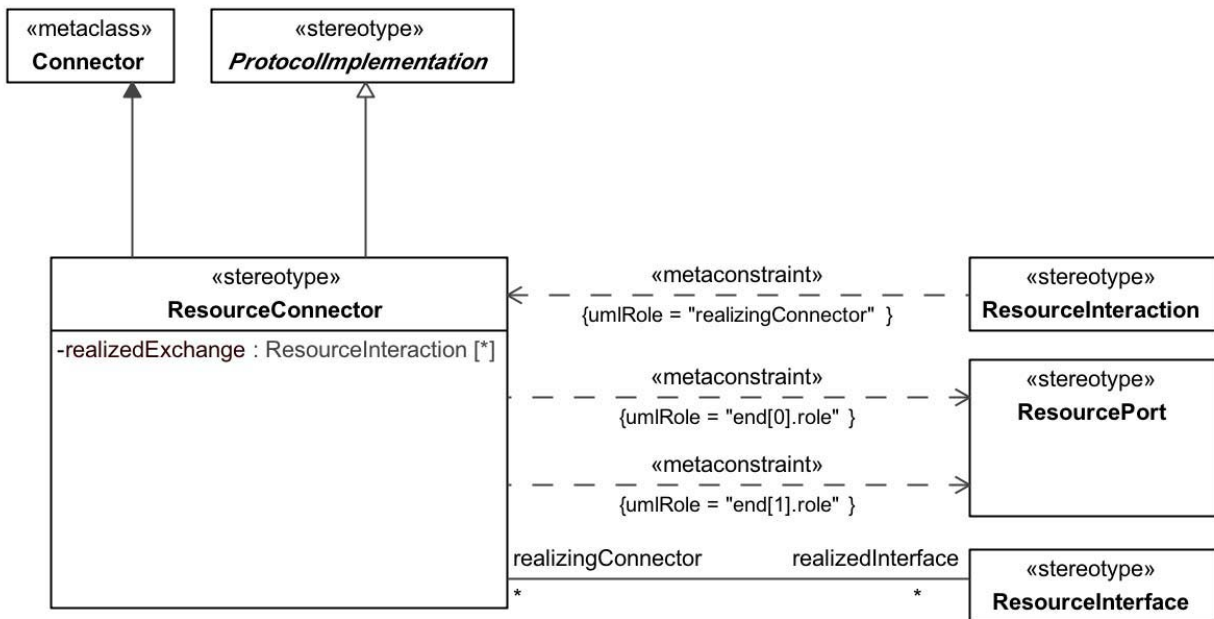 «metaclass»
Connector
«stereotype»
ProtocolImplementation
«stereotype»
ResourceConnector
-realizedExchange : ResourceInteraction [*]
«metaconstraint»
{umlRole = "realizingConnector" }
«stereotype»
ResourceInteraction
«metaconstraint»
{umlRole = "end[0].role" }
«stereotype»
ResourcePort
«metaconstraint»
{umlRole = "end[1].role" }
realizingConnector
realizedInterface
*
*
«stereotype»
ResourceInterface